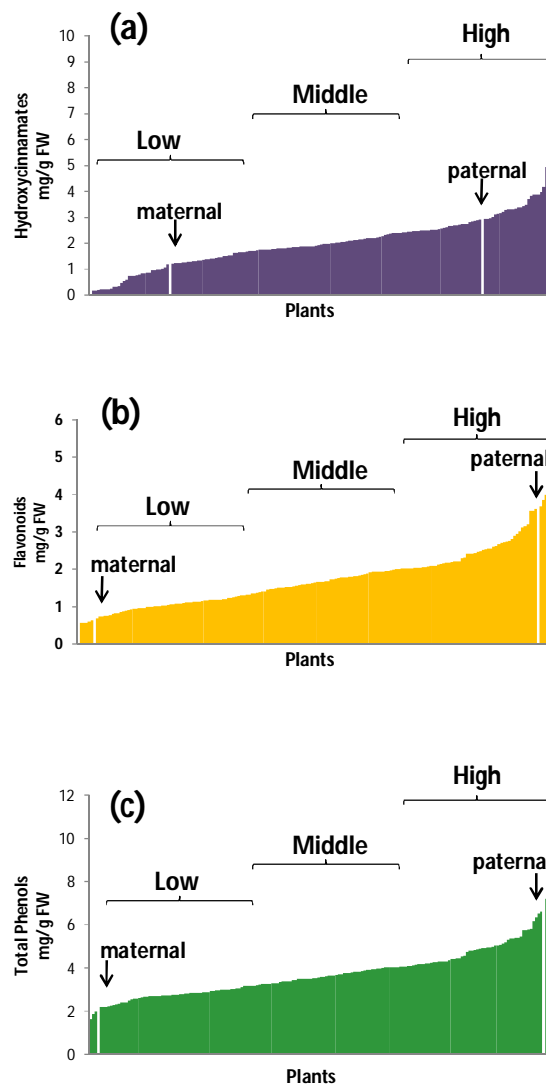 (a)
High
Middle
Low
paternal
maternal
Hydroxycinnamates
mg/g FW
10
9
8
7
6
5
4
3
2
1
0
Plants
(b)
High
Middle
paternal
Low
maternal
Flavonoids
mg/g FW
6
5
4
3
2
1
0
Plants
(c)
High
Middle
paternal
Low
maternal
Total Phenols
mg/g FW
12
10
8
6
4
2
0
Plants